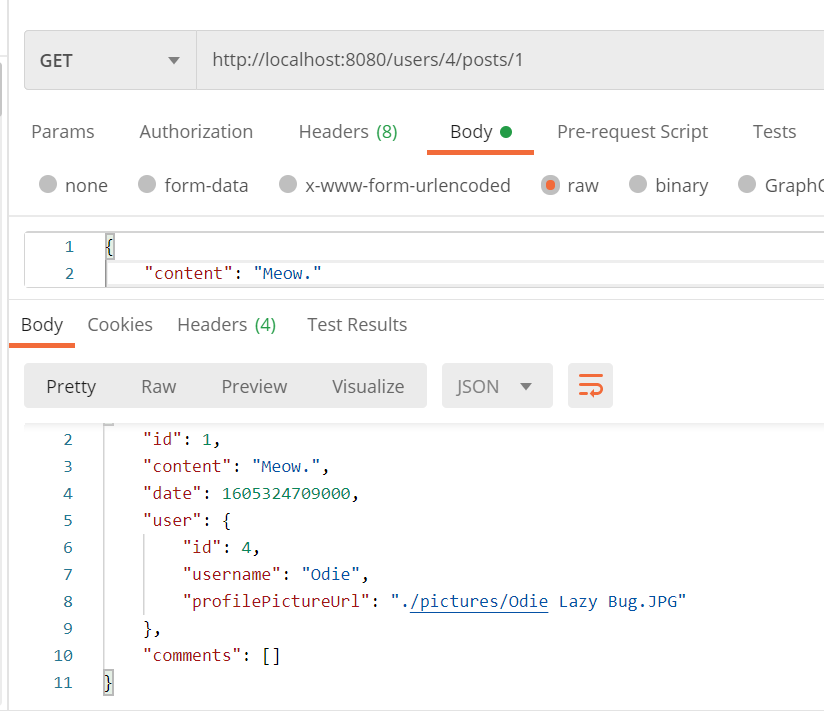 GET http://localhost:8080/users/4/posts/1
Params Authorization Headers (8) Body Pre-request Script Tests
none form-data x-www-form-urlencoded raw binary
1 {
2 "content": "Meow."
Body Cookies Headers (4) Test Results
Pretty Raw Preview Visualize JSON
2 "id": 1,
3 "content": "Meow.",
4 "date": 1605324709000,
5 "user": {
6 "id": 4,
7 "username": "Odie",
8 "profilePictureUrl": "./pictures/Odie Lazy Bug.JPG"
9 },
10 "comments": []
11 }